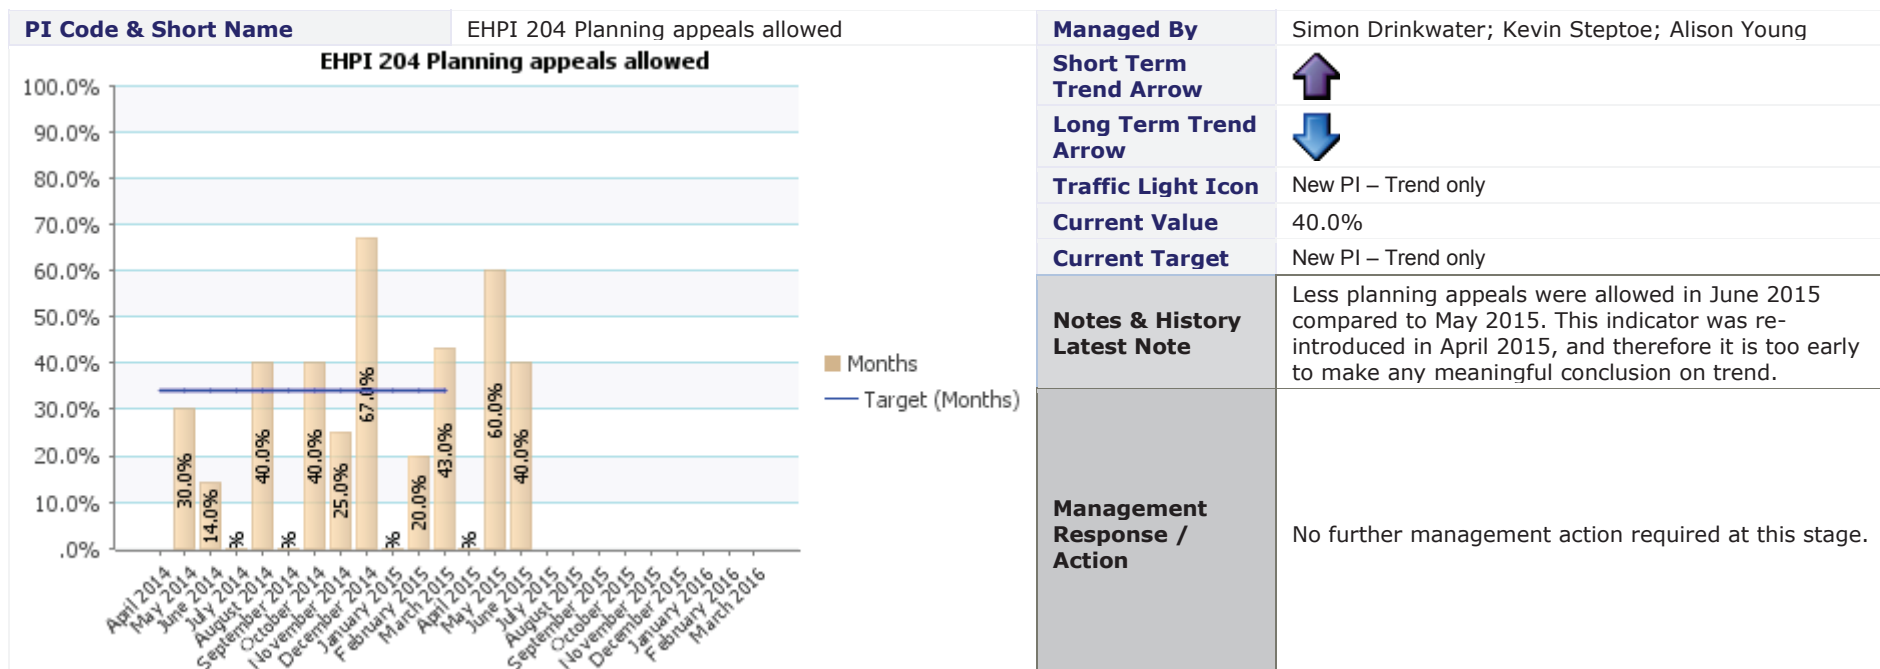 PI Code & Short Name
EHPI 204 Planning appeals allowed
Managed By
Simon Drinkwater; Kevin Steptoe; Alison Young
EHPI 204 Planning appeals allowed
100.0%
90.0%
80.0%
70.0%
60.0%
50.0%
40.0%
30.0%
20.0%
10.0%
.0%
30.0%
14.0%
%
40.0%
%
40.0%
25.0%
67.0%
%
20.0%
43.0%
%
60.0%
40.0%
April 2014
May 2014
June 2014
July 2014
August 2014
September 2014
October 2014
November 2014
December 2014
January 2015
February 2015
March 2015
April 2015
May 2015
June 2015
July 2015
August 2015
September 2015
October 2015
November 2015
December 2015
January 2016
February 2016
March 2016
Months
Target (Months)
Short Term
Trend Arrow
Long Term Trend
Arrow
Traffic Light Icon
New PI – Trend only
Current Value
40.0%
Current Target
New PI – Trend only
Notes & History
Latest Note
Less planning appeals were allowed in June 2015
compared to May 2015. This indicator was re-
introduced in April 2015, and therefore it is too early
to make any meaningful conclusion on trend.
Management
Response /
Action
No further management action required at this stage.